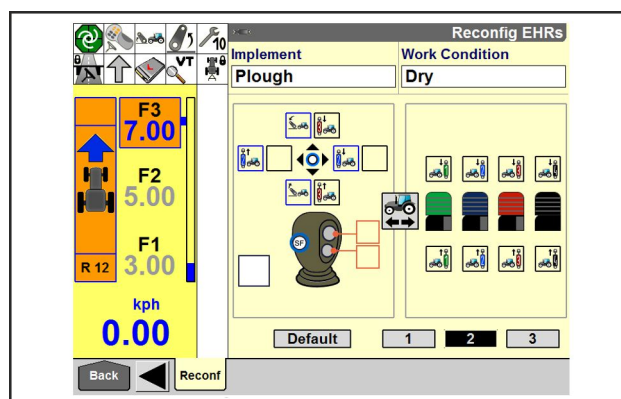 Reconfig EHRs
10
VT
Implement
Work Condition
Plough
Dry
F3
7.00
F2
5.00
F1
R 12
3.00
kph
0.00
SF
Default
1
2
3
Back
Reconf